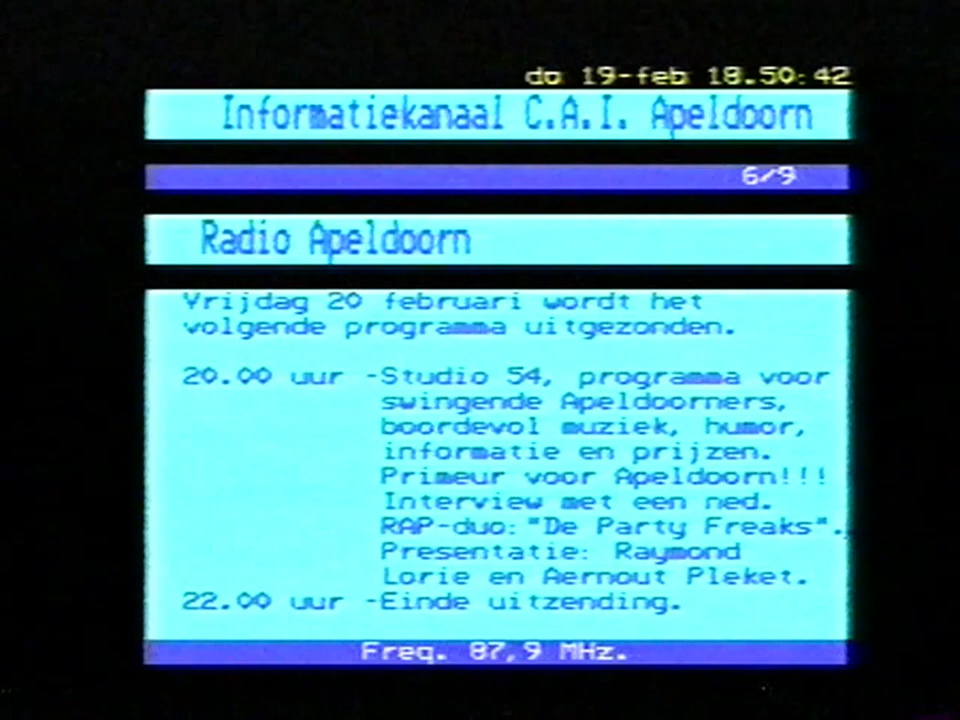 do 19-feb 18.50:42
Informatiekanaal C.A.I. Apeldoorn
6/9
Radio Apeldoorn
Vrijdag 20 februari wordt het
volgende programma uitgezonden.
20.00 uur -Studio 54, programma voor
swingende Apeldoorners,
boordevol muziek, humor,
informatie en prijzen.
Primeur voor Apeldoorn!!!
Interview met een ned.
RAP-duo:"De Party Freaks".
Presentatie: Raymond
Lorie en Aernout Pleket.
22.00 uur -Einde uitzending.
Freq. 87,9 MHz.